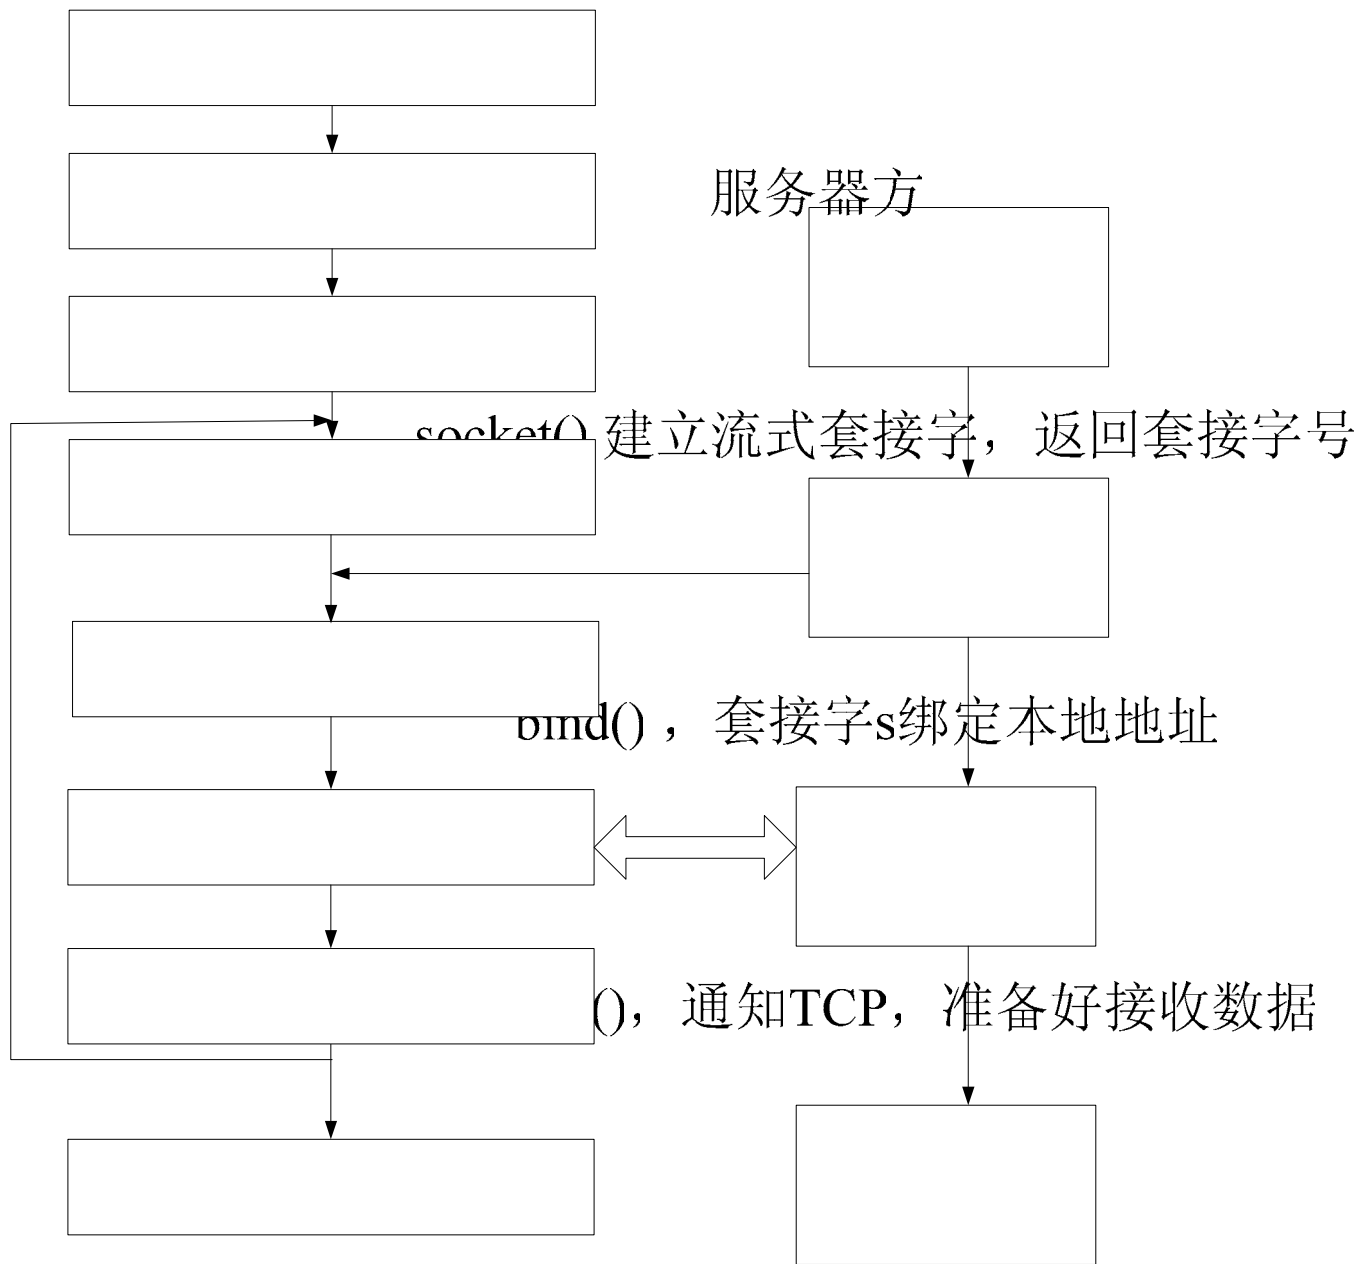 服务器方
socket() 建立流式套接字，返回套接字号
bind() ，套接字s绑定本地地址
()，通知TCP，准备好接收数据